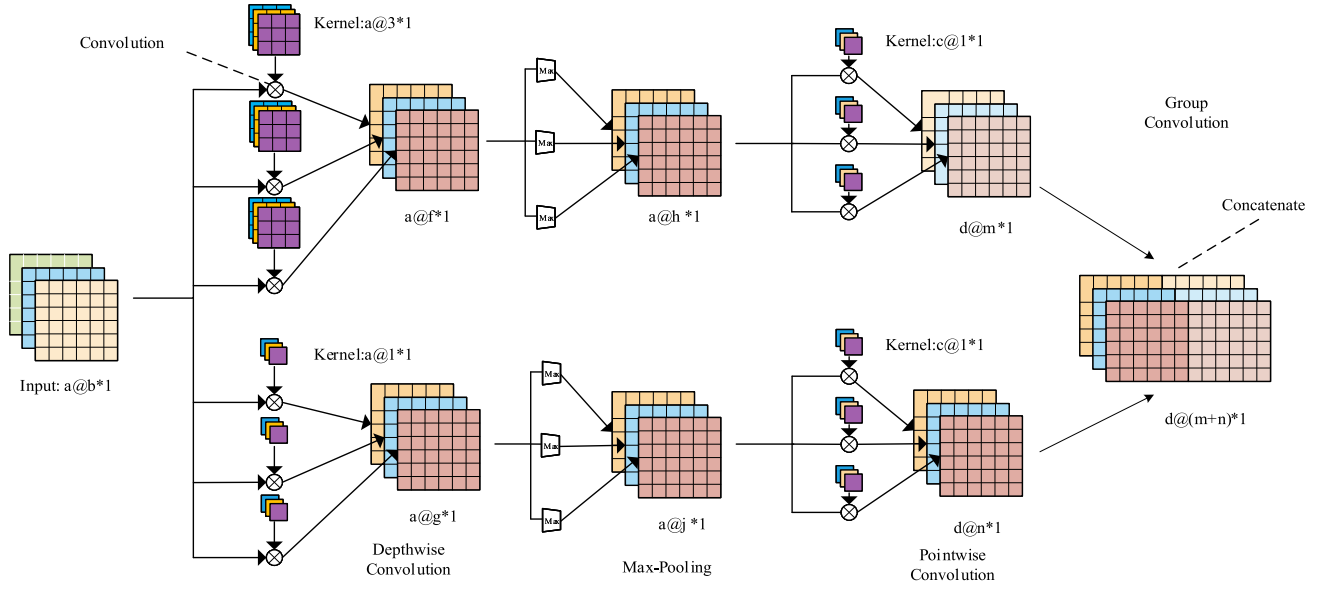 Kernel:a@3*1
Kernel:c@1*1
Convolution
Max
Group
Convolution
Max
Max
a@f*1
a@h *1
d@m*1
Concatenate
Input: a@b*1
Kernel:a@1*1
Kernel:c@1*1
Max
d@(m+n)*1
Max
Max
a@g*1
a@j *1
d@n*1
Depthwise
Convolution
Max-Pooling
Pointwise
Convolution